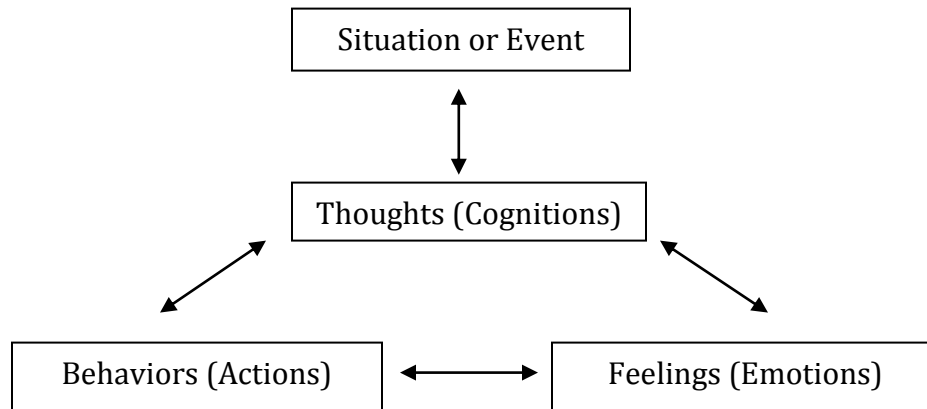 Situation or Event
Thoughts (Cognitions)
Behaviors (Actions)
Feelings (Emotions)